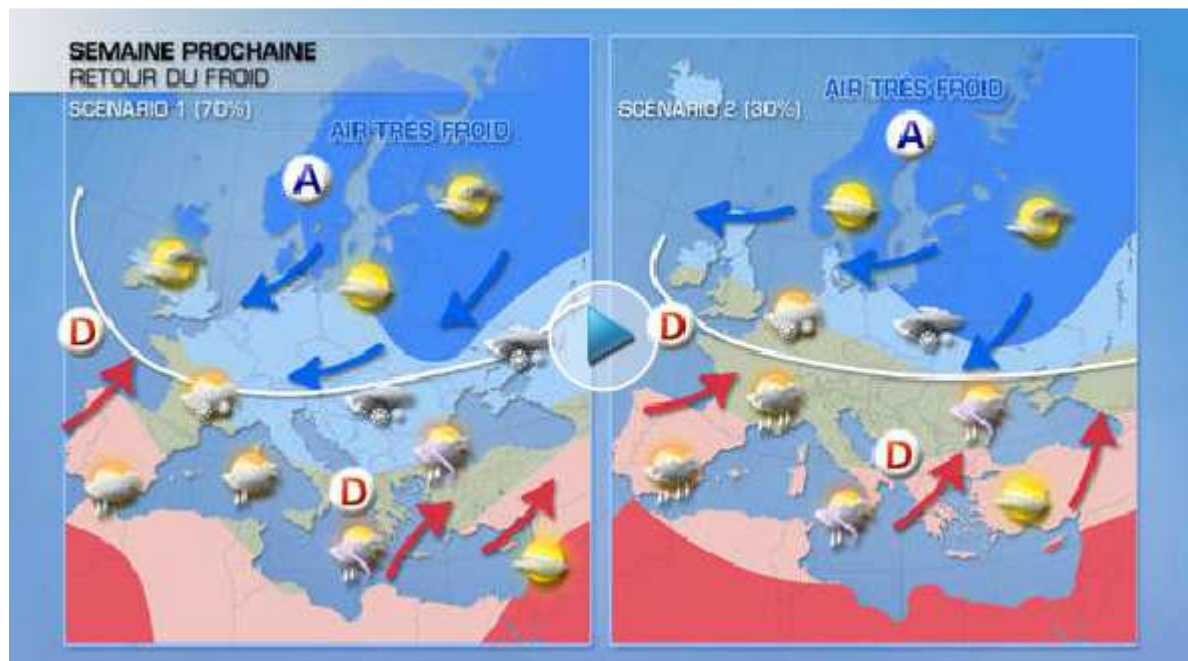 SEMAINE PROCHAINE
RETOUR DU FROID
SCENARIO 1 (70%)
AIR TRÈS FROID
A
D
D
SCENARIO 2 (30%)
AIR TRÈS FROID
A
D
D